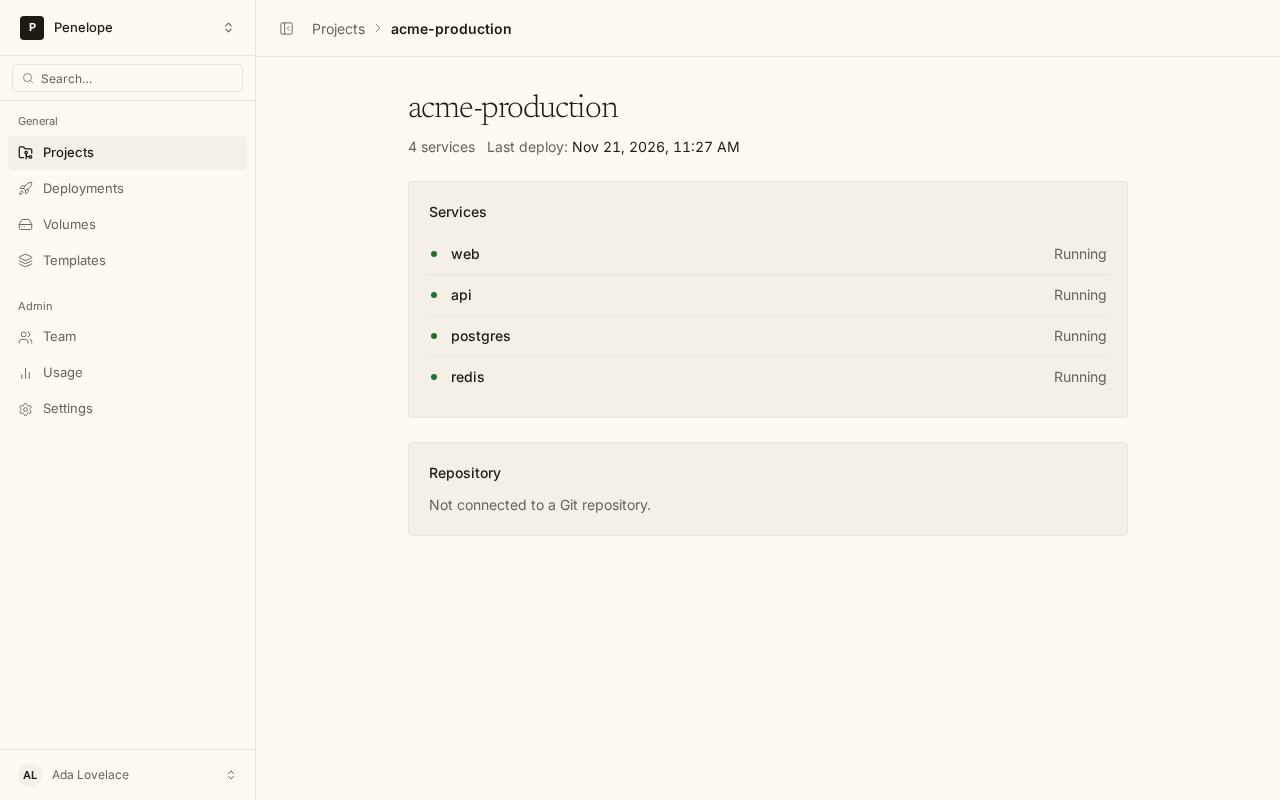 P Penelope
Search...
General
Projects
Deployments
Volumes
Templates
Admin
Team
Usage
Settings
AL Ada Lovelace
Projects acme-production
acme-production
4 services Last deploy: Nov 21, 2026, 11:27 AM
Services
web Running
api Running
postgres Running
redis Running
Repository
Not connected to a Git repository.